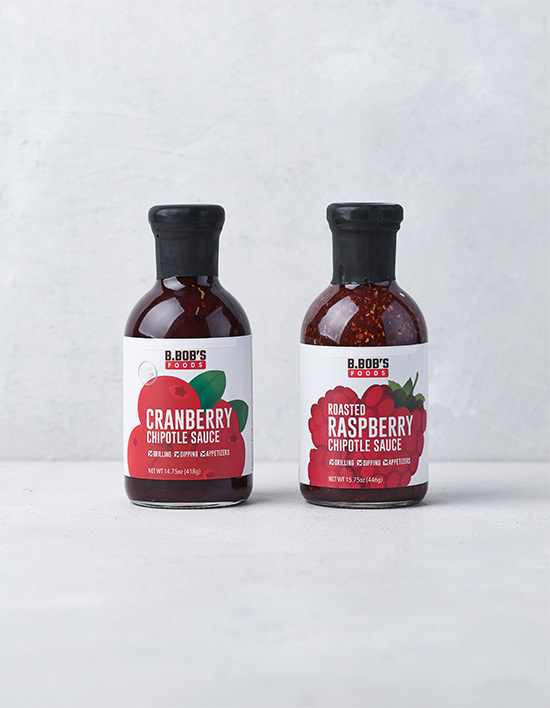 B.BOB'S
FOODS
CRANBERRY
CHIPOTLE SAUCE
GRILLING DIPPING APPETIZERS
NET WT 14.75oz (418g)
B.BOB'S
FOODS
ROASTED
RASPBERRY
CHIPOTLE SAUCE
GRILLING DIPPING APPETIZERS
NET WT 15.75oz (446g)